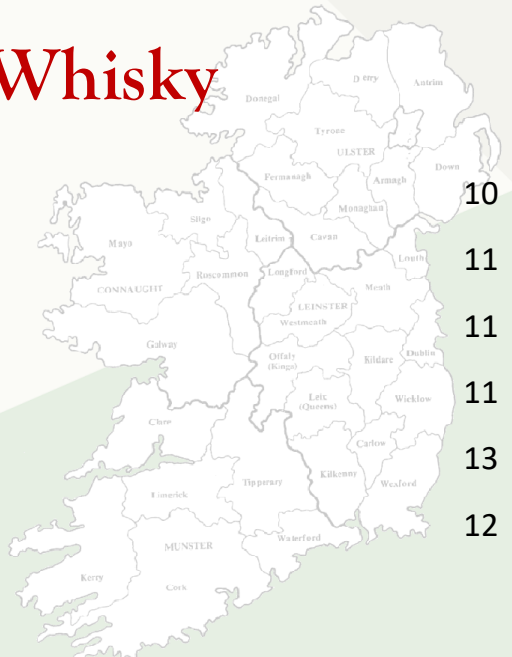 Whisky
Derry
Antrim
Donegal
Tyrone
ULSTER
Down
Fermanagh
Armagh
10
Monaghan
Sligo
Leitrim
Cavan
Mayo
Louth
11
Roscommon
Longford
Meath
CONNAUGHT
LEINSTER
Westmeath
11
Galway
Offaly
(Kings)
Kildare
Dublin
Leix
(Queens)
Wicklow
11
Clare
Carlow
13
Kilkenny
Wexford
Tipperary
Limerick
12
Waterford
MUNSTER
Kerry
Cork